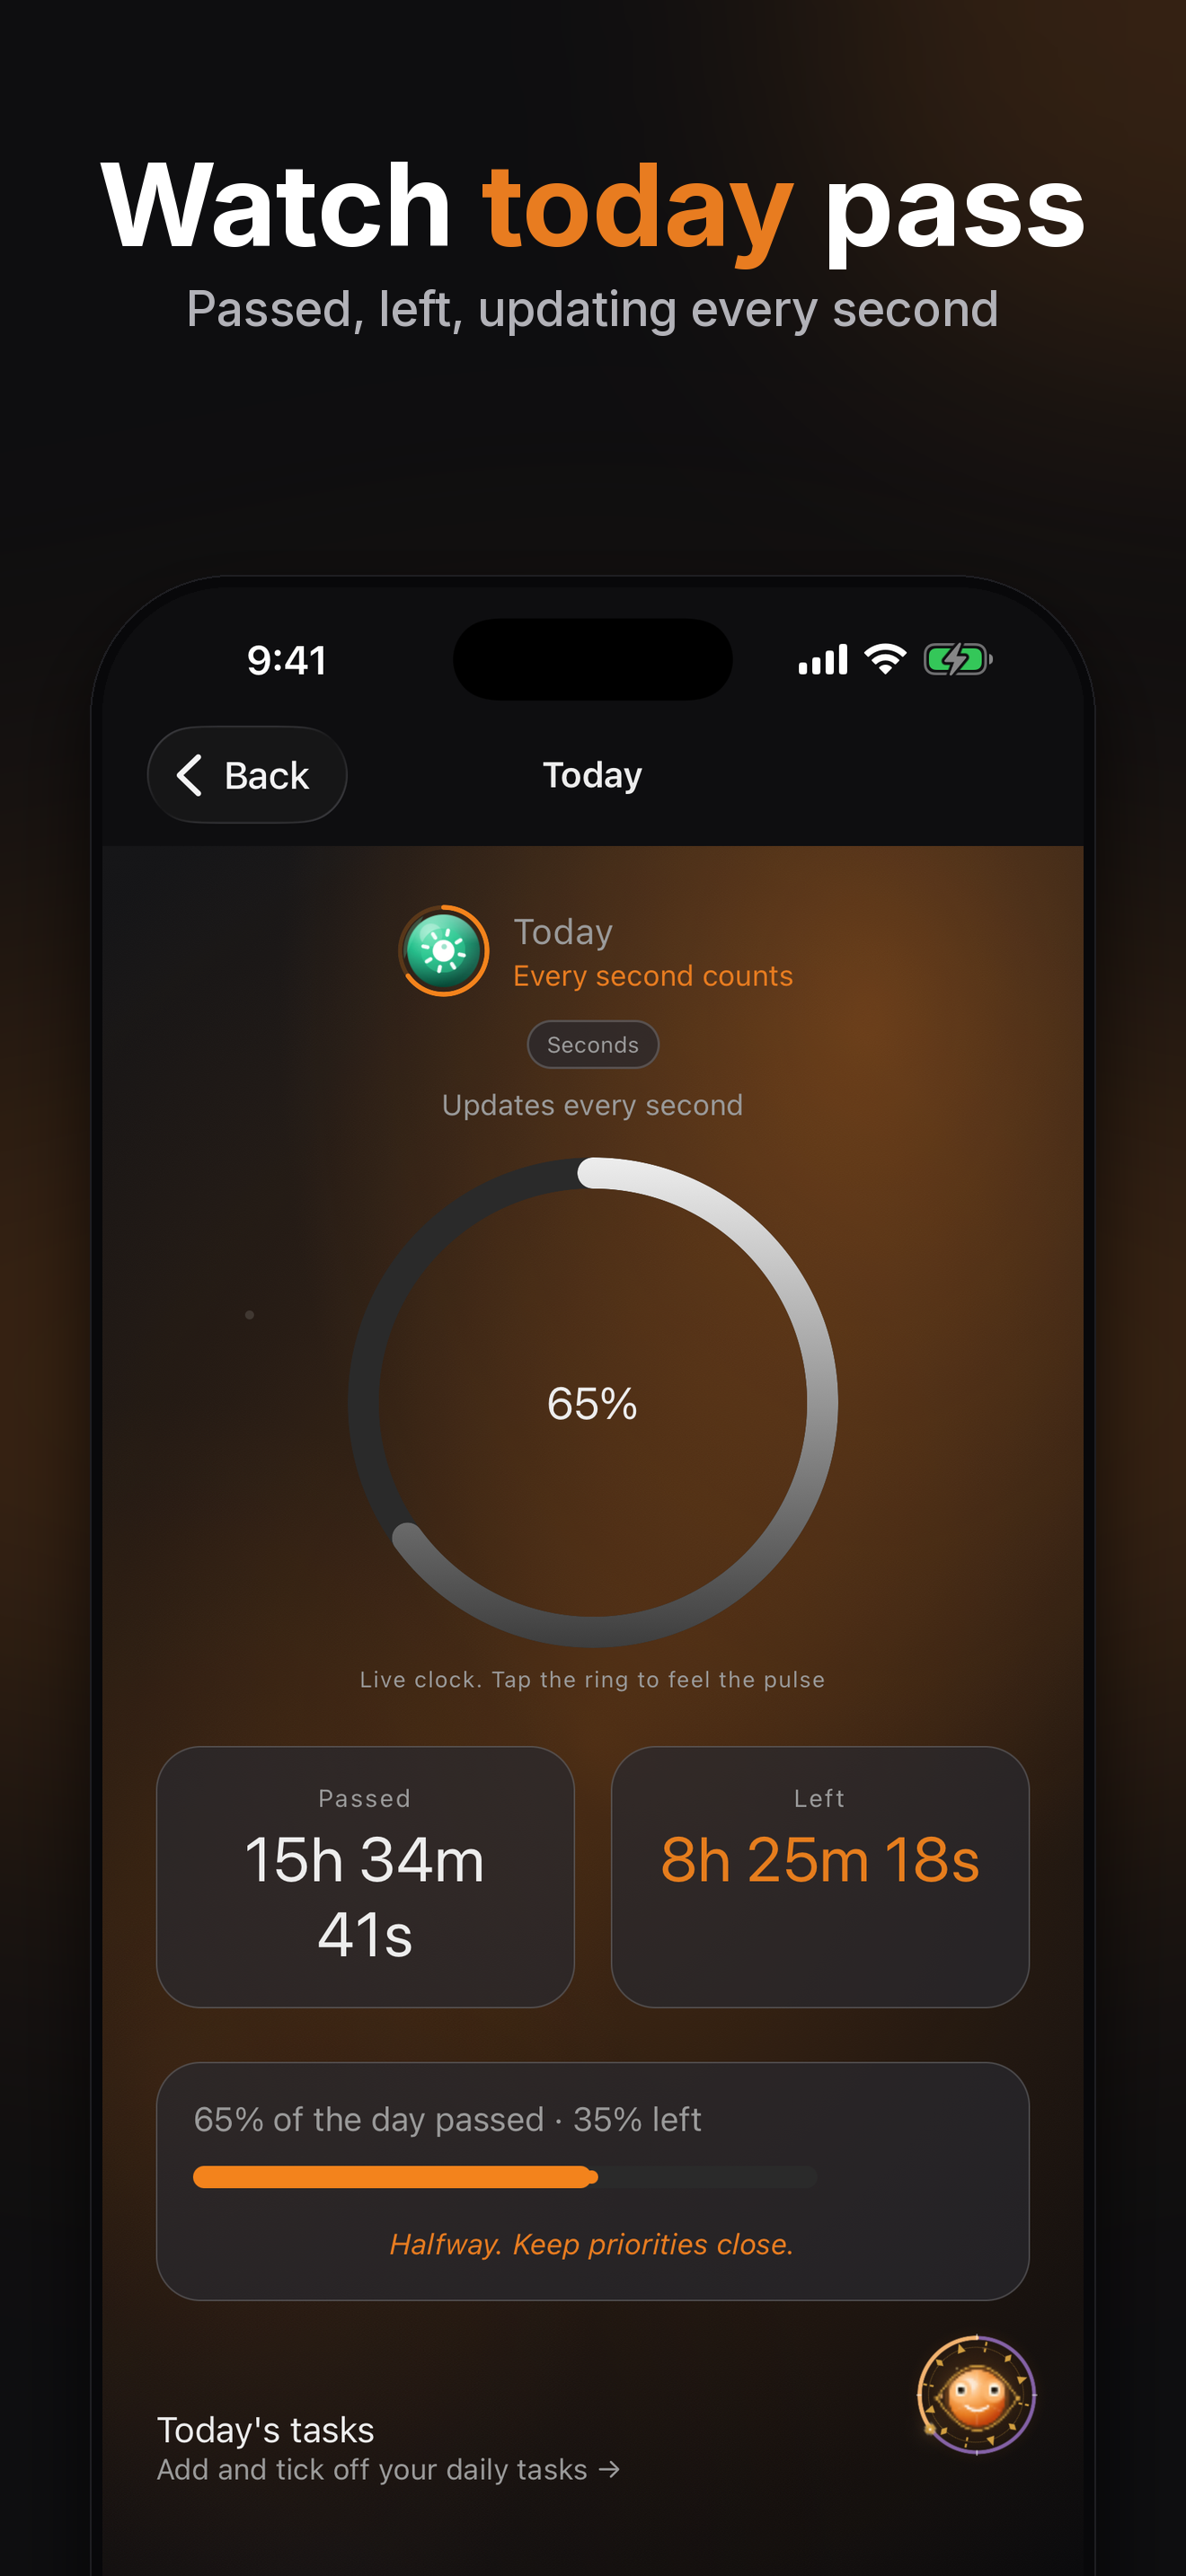 Watch today pass
Passed, left, updating every second
9:41
Back
Today
Today
Every second counts
Seconds
Updates every second
65%
Live clock. Tap the ring to feel the pulse
Passed
15h 34m
41s
Left
8h 25m 18s
65% of the day passed · 35% left
Halfway. Keep priorities close.
Today's tasks
Add and tick off your daily tasks →